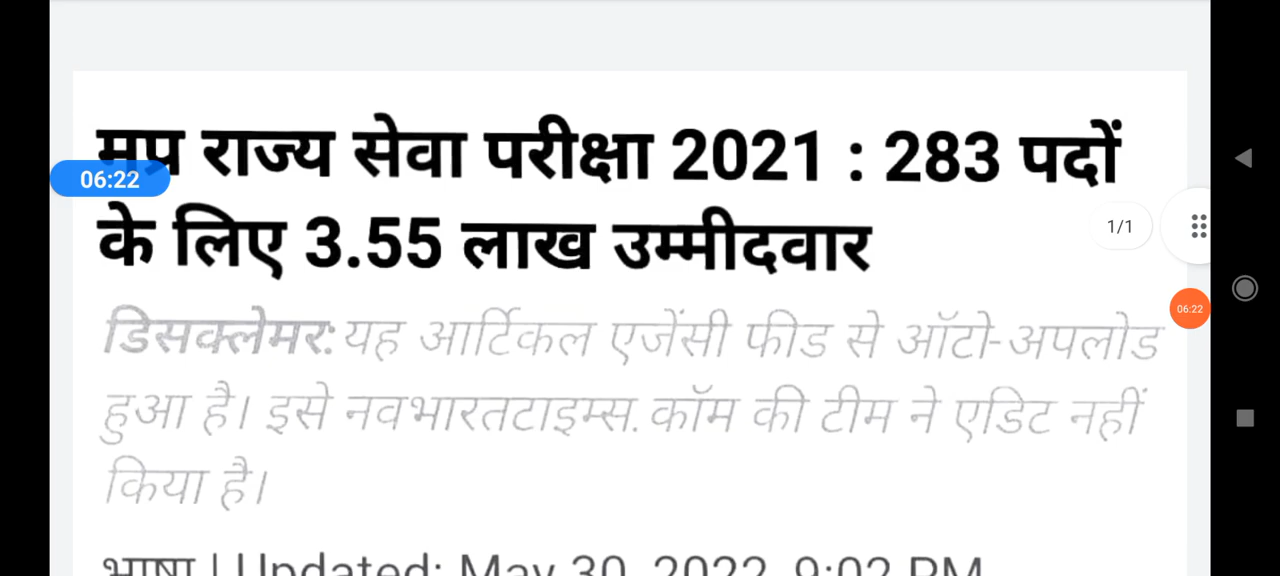 मप्र राज्य सेवा परीक्षा 2021 : 283 पदों
06:22
के लिए 3.55 लाख उम्मीदवार
1/1
06:22
डिसक्लेमर: यह आर्टिकल एजेंसी फीड से ऑटो-अपलोड
हुआ है। इसे नवभारतटाइम्स.कॉम की टीम ने एडिट नहीं
किया है।
भाषा | Updated: May 30, 2022, 9:02 PM